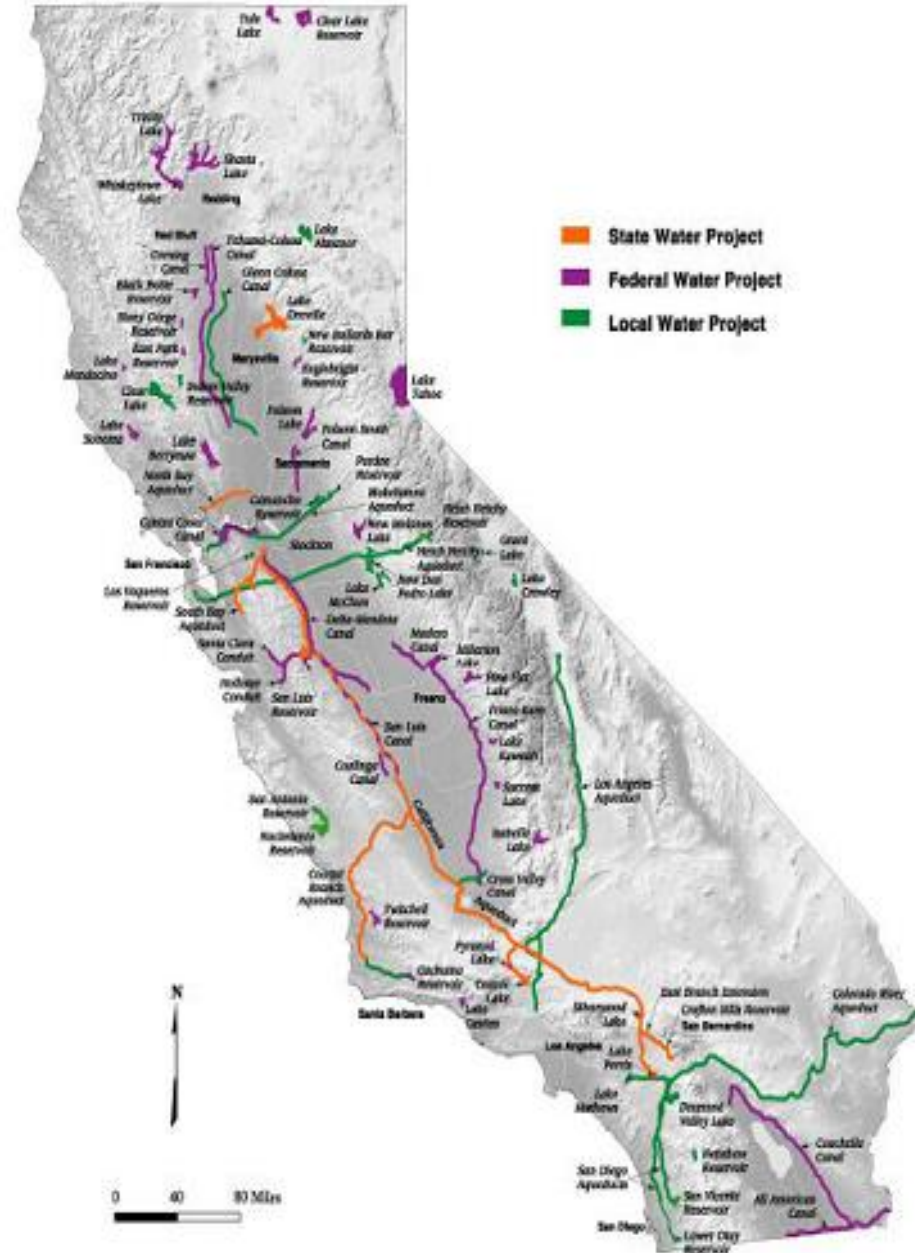 Tule
Lake
Clear Lake
Reservoir
Trinity
Lake
Shasta
Lake
Whiskeytown
Lake
Redding
Red Bluff
Corning
Canal
Tehama-Colusa
Canal
Lake
Almanor
Glenn Colusa
Canal
Black Butte
Reservoir
Lake
Oroville
Stony Gorge
Reservoir
New Bullards Bar
Reservoir
East Park
Reservoir
Marysville
Englebright
Reservoir
Lake
Mendocino
Clear
Lake
Indian Valley
Reservoir
Lake
Tahoe
Lake
Sonoma
Folsom
Lake
Folsom South
Canal
Lake
Berryessa
Sacramento
Pardee
Reservoir
North Bay
Aqueduct
Camanche
Reservoir
Mokelumne
Aqueduct
Hetch Hetchy
Reservoir
Contra Costa
Canal
New Melones
Lake
Stockton
Hetch Hetchy
Aqueduct
Grant
Lake
San Francisco
New Don
Pedro Lake
Lake
Crowley
Los Vaqueros
Reservoir
Lake
McClure
South Bay
Aqueduct
Delta-Mendota
Canal
Santa Clara
Conduit
Madera
Canal
Millerton
Lake
Hollister
Conduit
San Luis
Reservoir
Pine Flat
Lake
Fresno
Friant-Kern
Canal
San Luis
Canal
Lake
Kaweah
Coalinga
Canal
Success
Lake
Los Angeles
Aqueduct
San Antonio
Reservoir
Nacimiento
Reservoir
California
Isabella
Lake
Coastal
Branch
Aqueduct
Cross Valley
Canal
Aqueduct
Twitchell
Reservoir
Pyramid
Lake
Cachuma
Reservoir
Castaic
Lake
East Branch Extension
Crafton Hills Reservoir
Colorado River
Aqueduct
Santa Barbara
Lake
Casitas
Silverwood
Lake
San Bernardino
Los Angeles
Lake
Perris
Lake
Mathews
Diamond
Valley Lake
Coachella
Canal
Reservoir
San Diego
Aqueducts
San Vicente
Reservoir
All American
Canal
San Diego
Lower Otay
Reservoir
State Water Project
Federal Water Project
Local Water Project
N
0 40 80 Miles